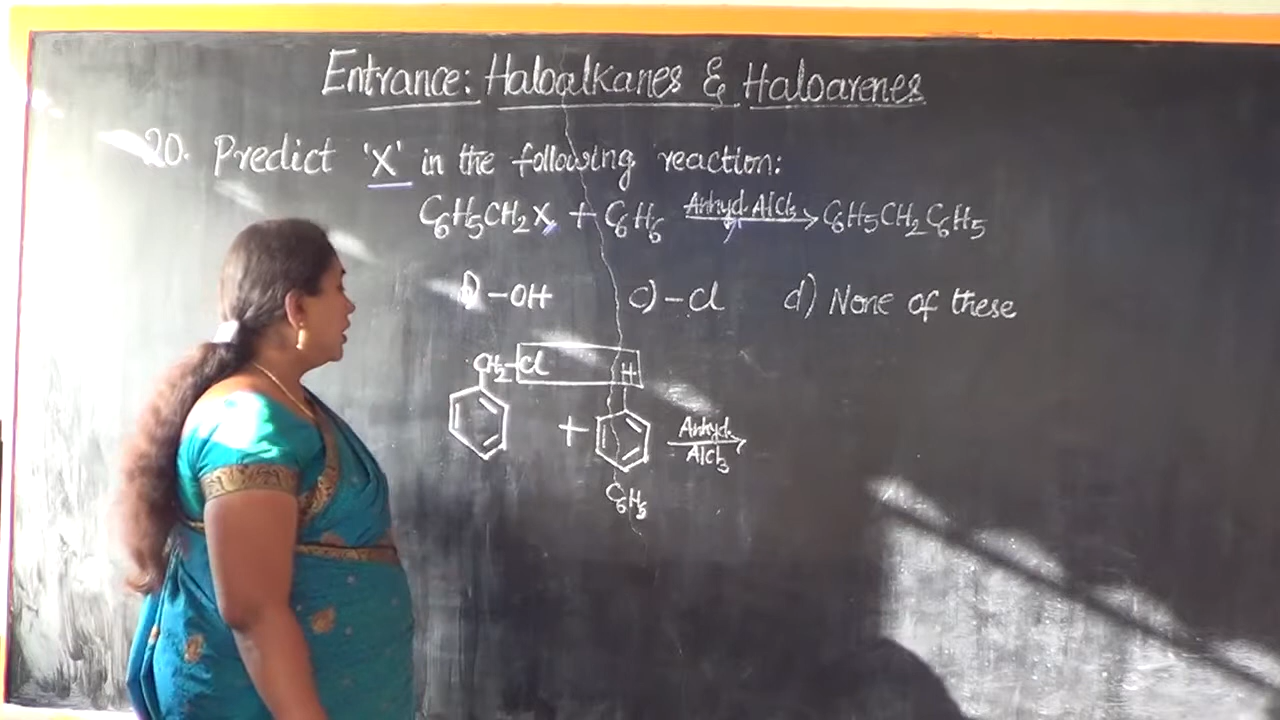 Entrance: Haloalkanes & Haloarenes
20. Predict 'X' in the following reaction:
C6H5CH2X + C6H6 Anhyd. AlCl3 → C6H5CH2C6H5
b) -OH c) -Cl d) None of these
CH2-Cl H
+ Anhyd. AlCl3 →
C6H5